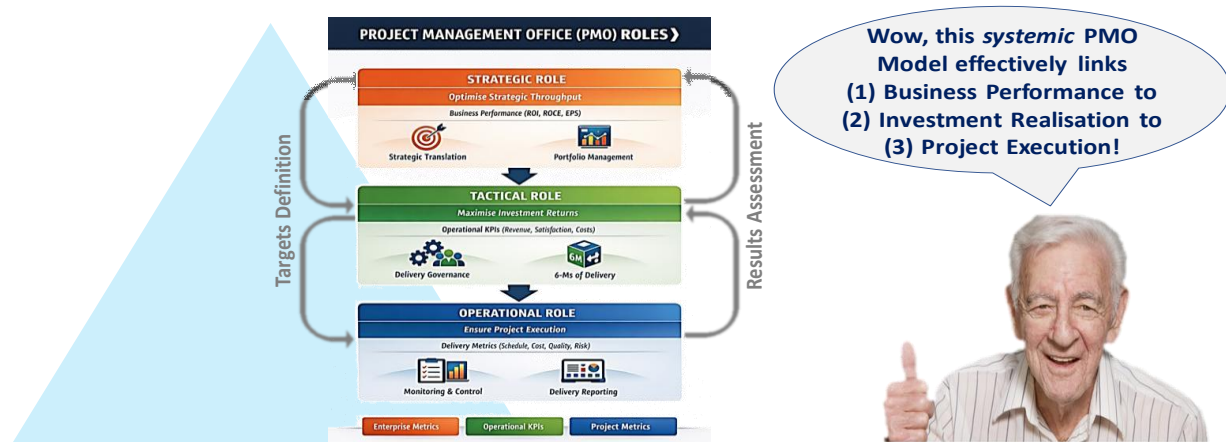 PROJECT MANAGEMENT OFFICE (PMO) ROLES ❯
STRATEGIC ROLE
Optimise Strategic Throughput
Business Performance (ROI, ROCE, EPS)
Strategic Translation
Portfolio Management
TACTICAL ROLE
Maximise Investment Returns
Operational KPIs (Revenue, Satisfaction, Costs)
6M
Delivery Governance
6-Ms of Delivery
OPERATIONAL ROLE
Ensure Project Execution
Delivery Metrics (Schedule, Cost, Quality, Risk)
Monitoring & Control
Delivery Reporting
Enterprise Metrics
Operational KPIs
Project Metrics
Targets Definition
Results Assessment
Wow, this systemic PMO
Model effectively links
(1) Business Performance to
(2) Investment Realisation to
(3) Project Execution!